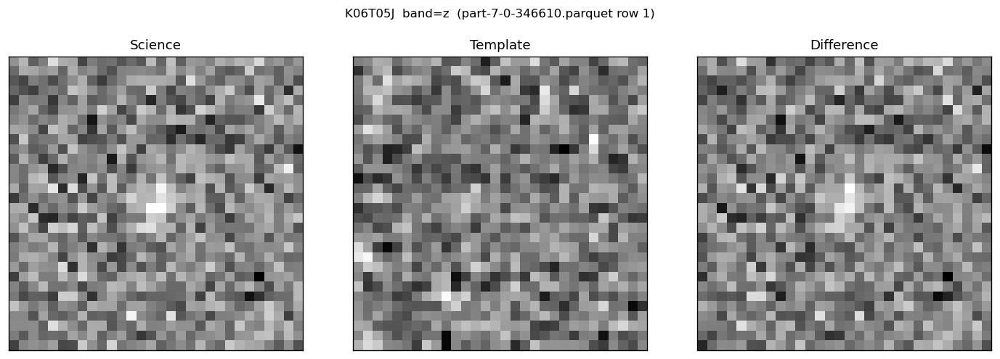 K06T05J  band=z  (part-7-0-346610.parquet row 1)
Science
Template
Difference